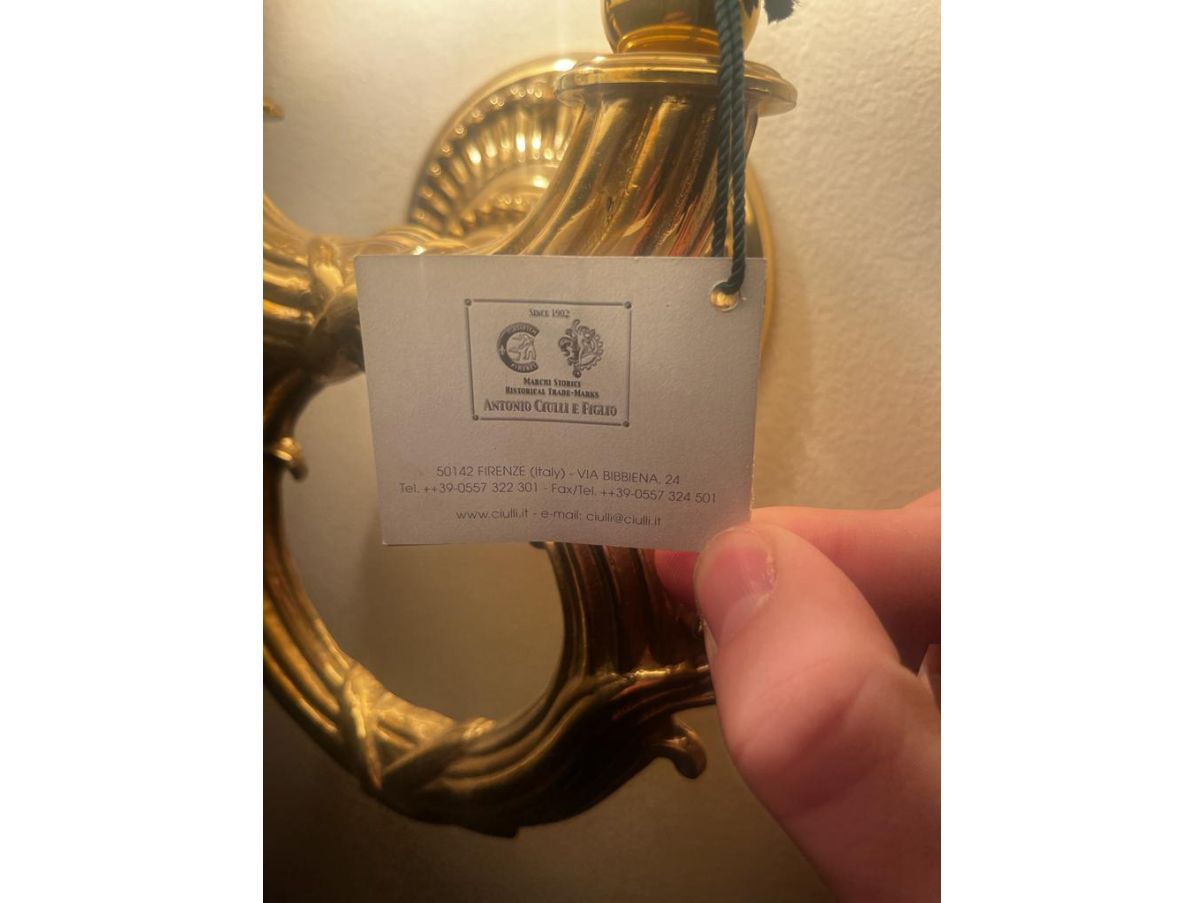 SINCE 1902
FIRENZE
MARCHI STORICI
HISTORICAL TRADE-MARKS
ANTONIO CIULLI E FIGLIO
50142 FIRENZE (Italy) - VIA BIBBIENA, 24
Tel. ++39-0557 322 301 - Fax/Tel. ++39-0557 324 501
www.ciulli.it - e-mail: ciulli@ciulli.it